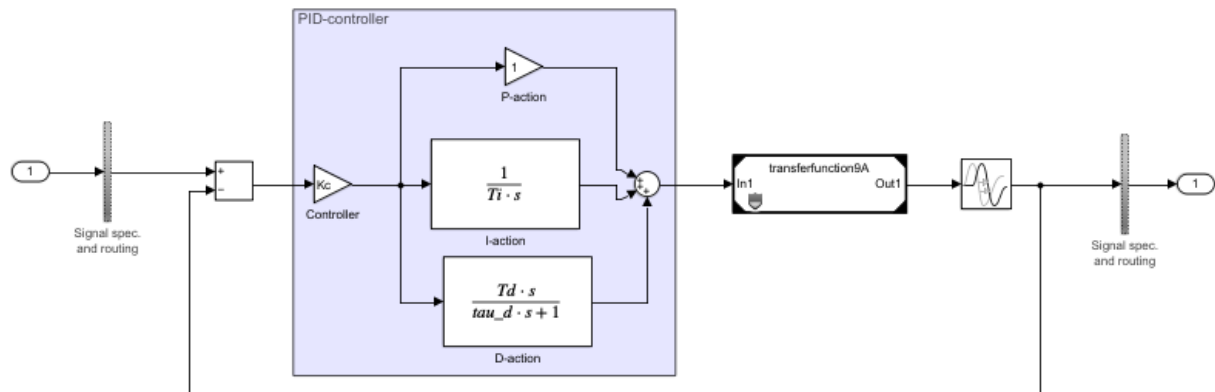 PID-controller
1
P-action
1
+
−
Kc
Controller
1
Ti · s
I-action
+
+
+
transferfunction9A
In1
Out1
1
Signal spec.
and routing
Signal spec.
and routing
Td · s
tau_d · s + 1
D-action